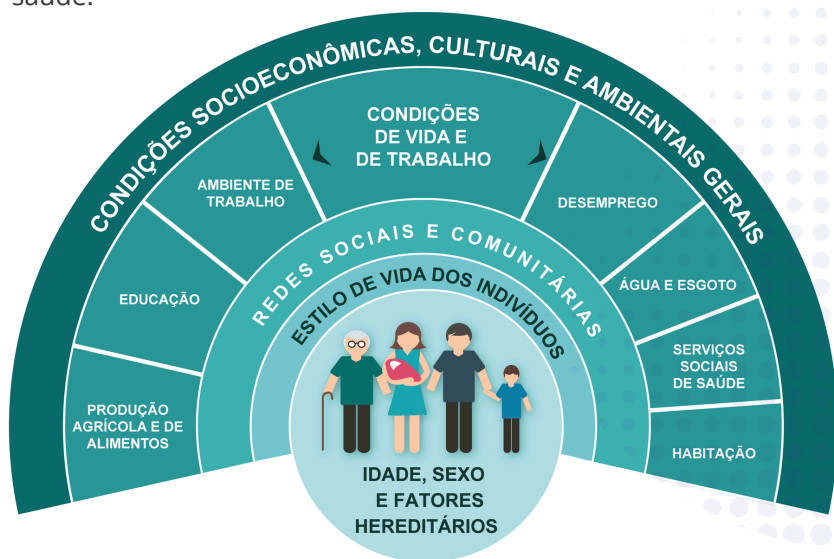 saúde.
CONDIÇÕES SOCIOECONÔMICAS, CULTURAIS E AMBIENTAIS GERAIS
CONDIÇÕES
DE VIDA E
DE TRABALHO
AMBIENTE DE
TRABALHO
DESEMPREGO
REDES SOCIAIS E COMUNITÁRIAS
EDUCAÇÃO
ÁGUA E ESGOTO
ESTILO DE VIDA DOS INDIVÍDUOS
SERVIÇOS
SOCIAIS
DE SAÚDE
PRODUÇÃO
AGRÍCOLA E DE
ALIMENTOS
HABITAÇÃO
IDADE, SEXO
E FATORES
HEREDITÁRIOS